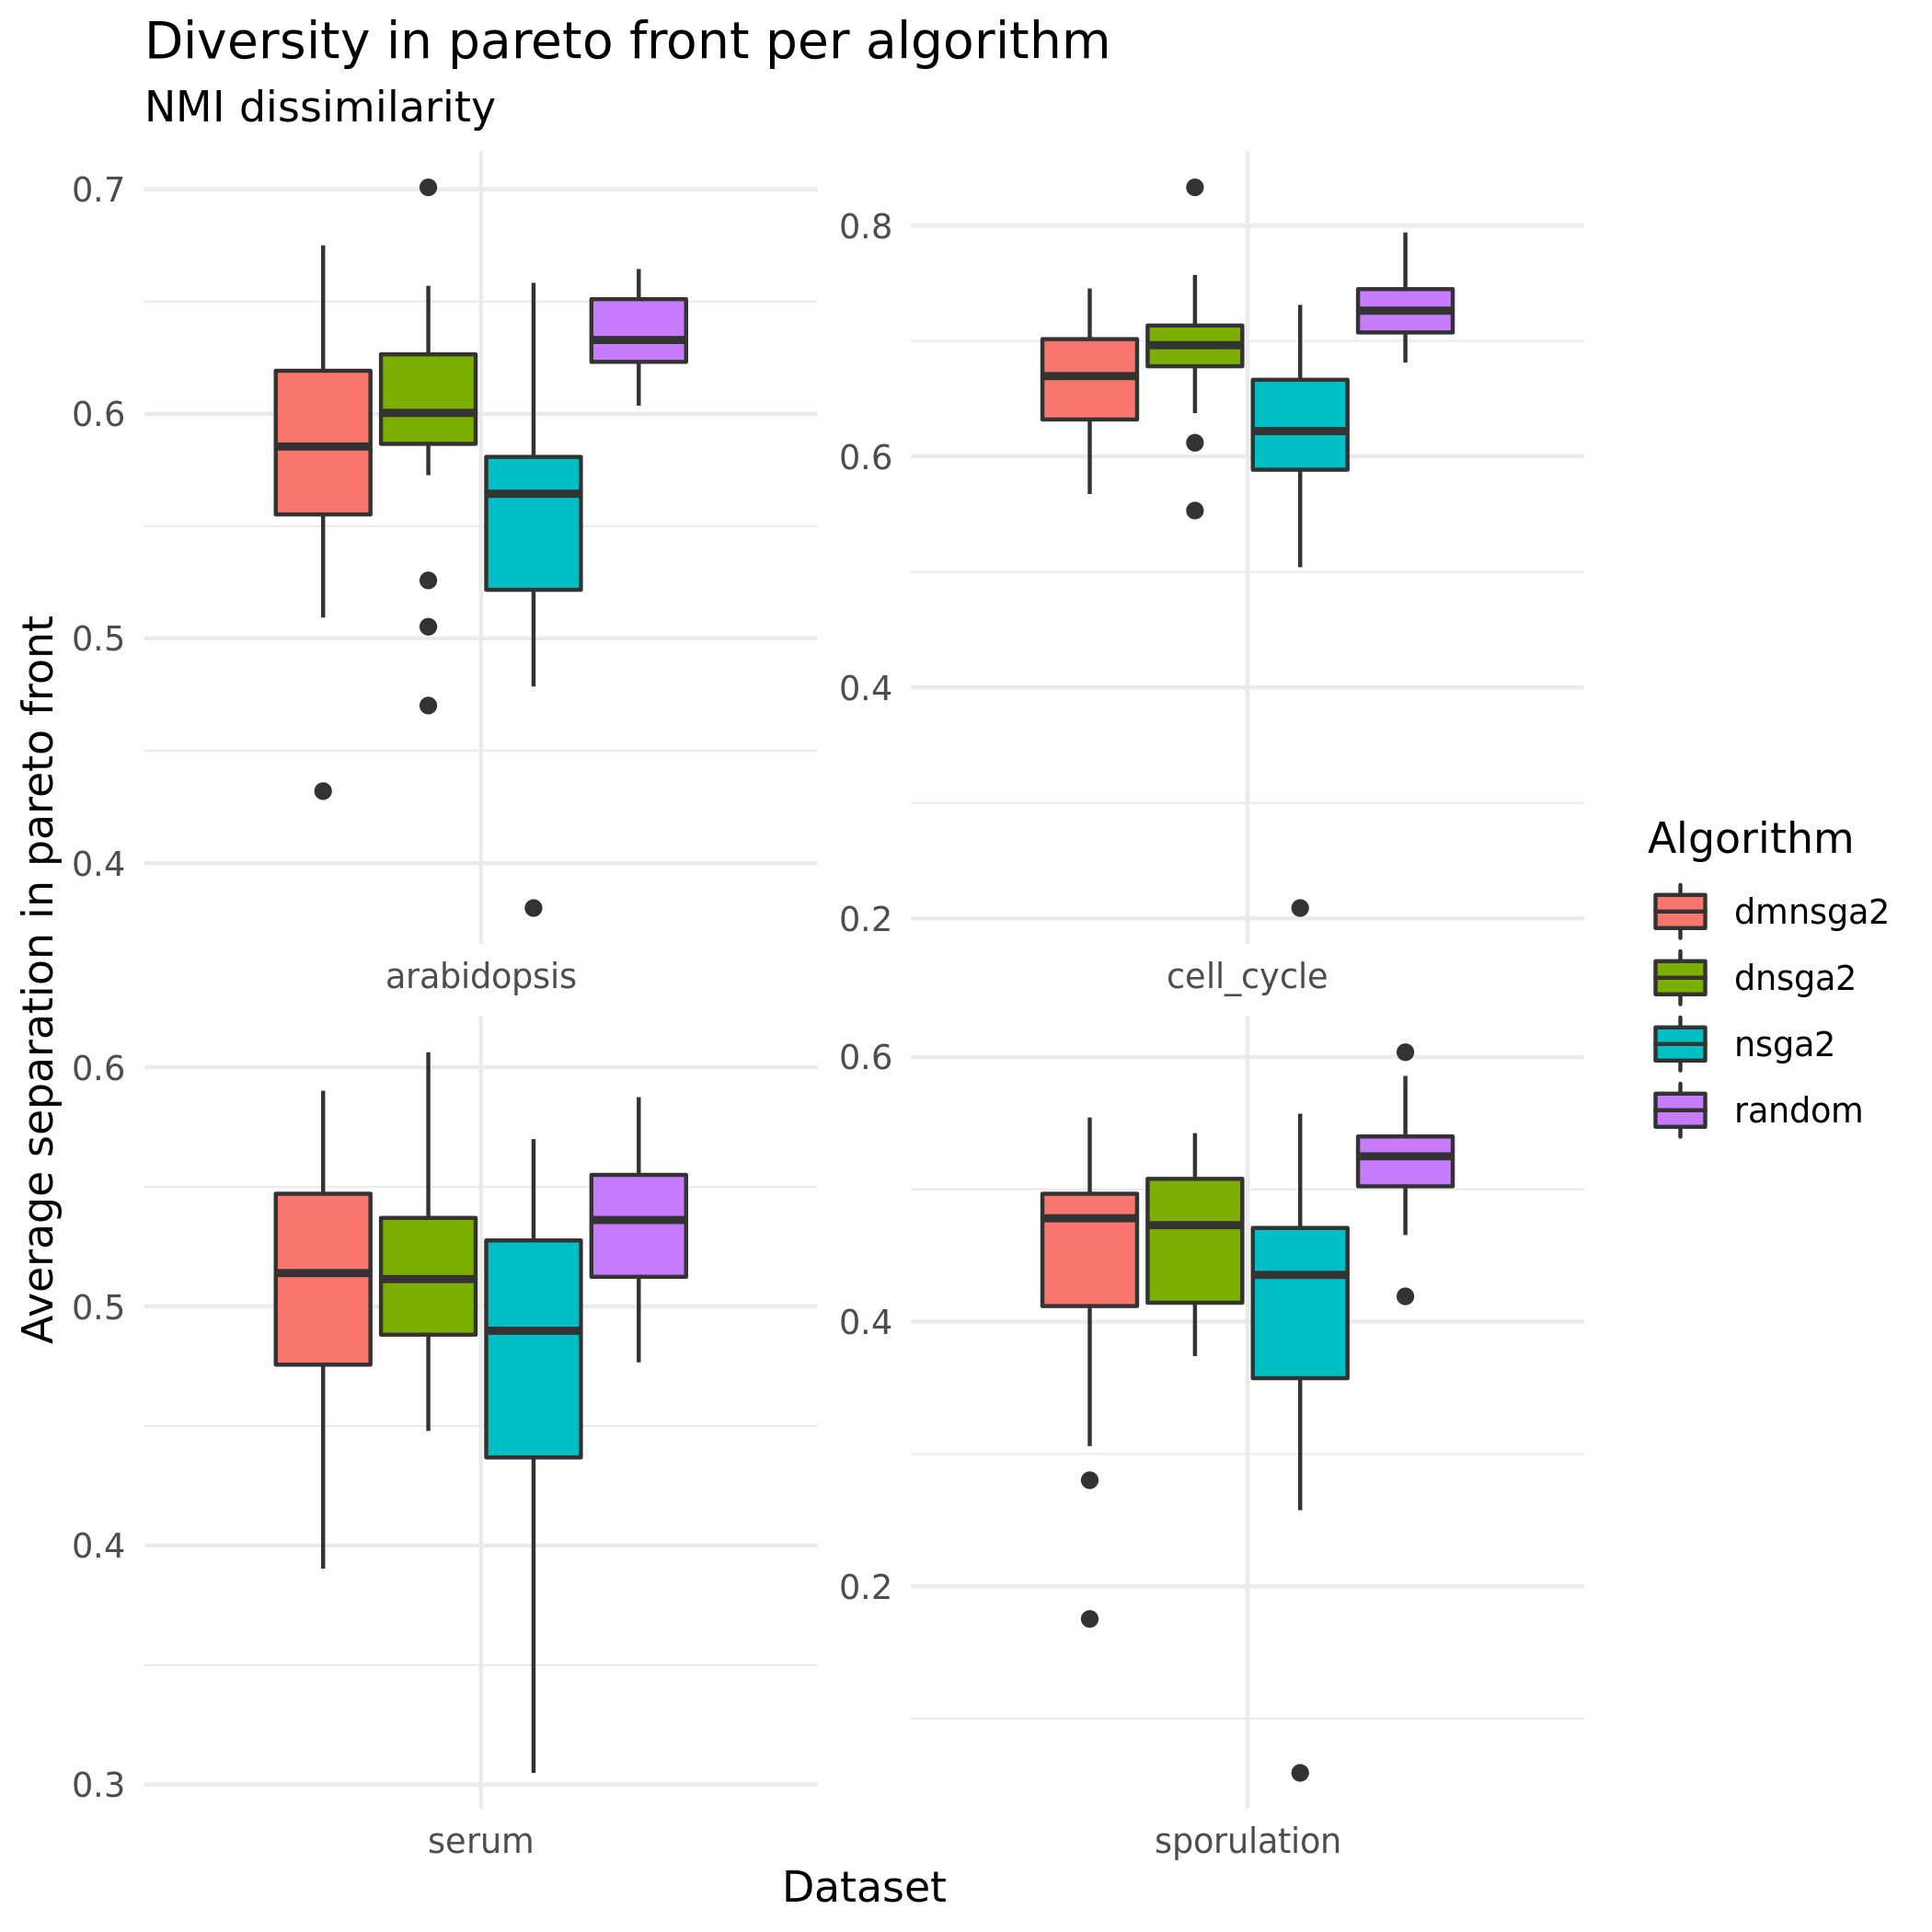 Diversity in pareto front per algorithm
NMI dissimilarity
Average separation in pareto front
0.7
0.6
0.5
0.4
arabidopsis
0.8
0.6
0.4
0.2
cell_cycle
0.6
0.5
0.4
0.3
serum
0.6
0.4
0.2
sporulation
Dataset
Algorithm
dmnsga2
dnsga2
nsga2
random